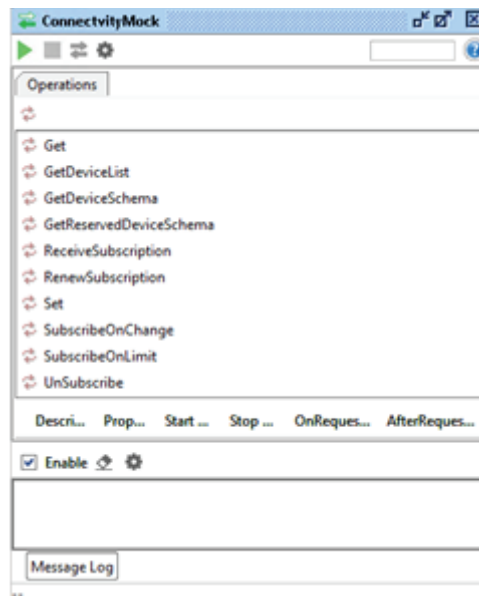 ConnectvityMock
Operations
Get
GetDeviceList
GetDeviceSchema
GetReservedDeviceSchema
ReceiveSubscription
RenewSubscription
Set
SubscribeOnChange
SubscribeOnLimit
UnSubscribe
Descri... Prop... Start ... Stop ... OnReques... AfterReques...
Enable
Message Log